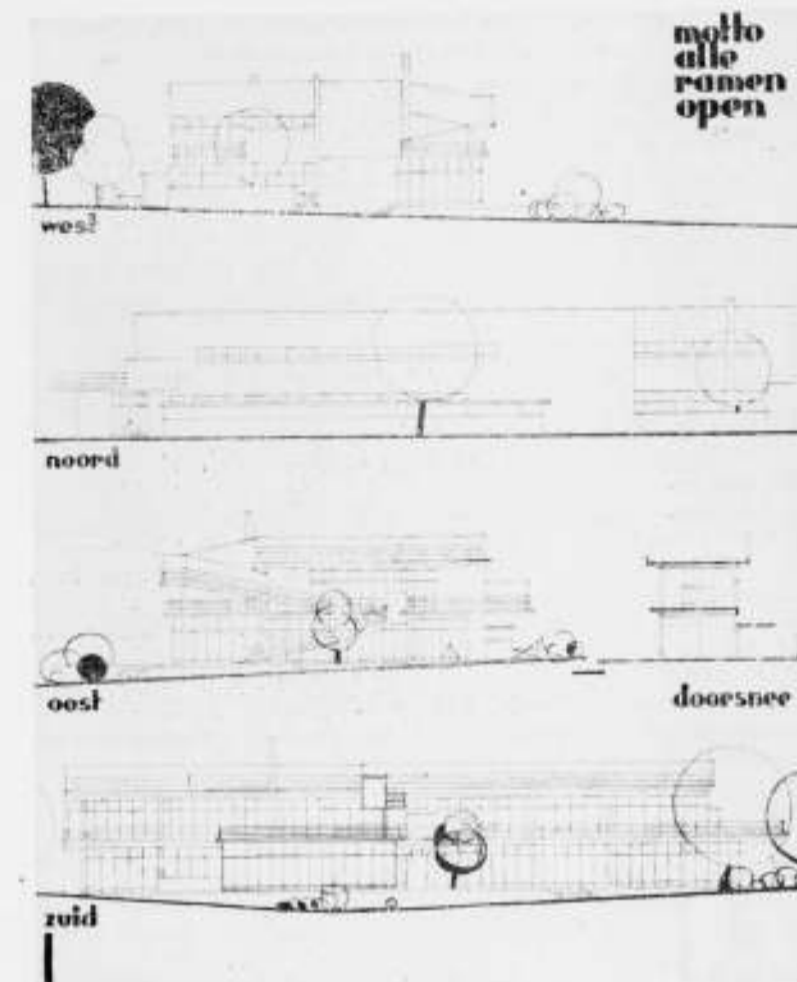 motto
alle
ramen
open
west
noord
oost
doorsnee
zuid